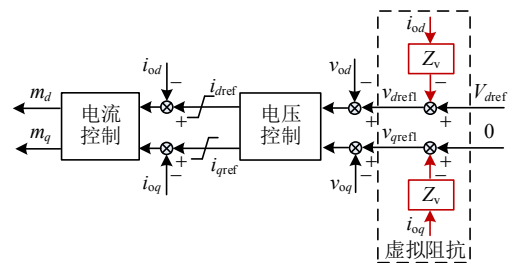 i_od
Z_v
i_od
v_od
m_d
i_dref
v_dref1
V_dref
电流
控制
电压
控制
m_q
i_qref
v_qref1
0
i_oq
v_oq
Z_v
i_oq
虚拟阻抗
− − − −
+ + + +
+ + + +
− − − −